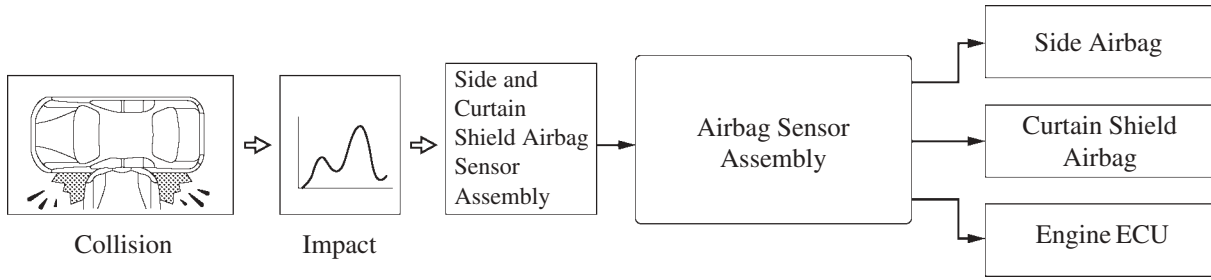 Collision
Impact
Side and
Curtain
Shield Airbag
Sensor
Assembly
Airbag Sensor
Assembly
Side Airbag
Curtain Shield
Airbag
Engine ECU